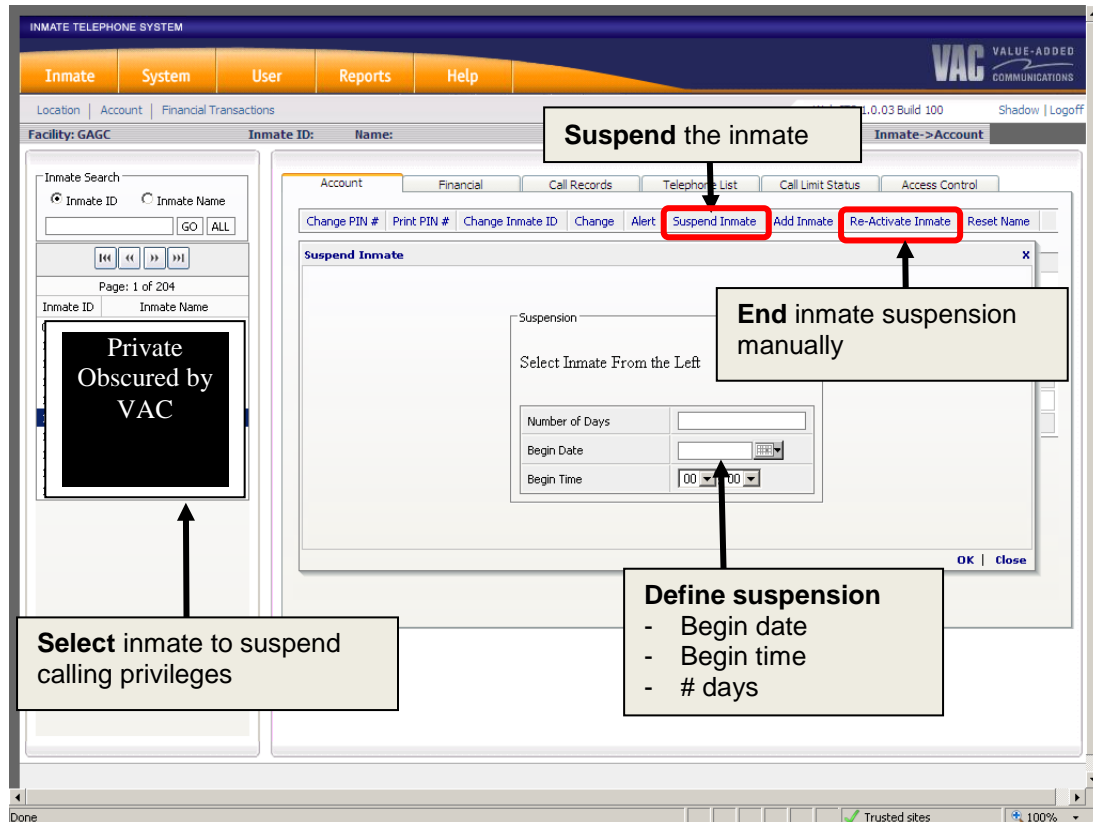 INMATE TELEPHONE SYSTEM
Inmate System User Reports Help
VAC VALUE-ADDED COMMUNICATIONS
Location | Account | Financial Transactions
1.0.03 Build 100 Shadow | Logoff
Facility: GAGC Inmate ID: Name: Inmate->Account
Suspend the inmate
Inmate Search
Inmate ID Inmate Name
GO ALL
Page: 1 of 204
Inmate ID Inmate Name
Private
Obscured by
VAC
Account Financial Call Records Telephone List Call Limit Status Access Control
Change PIN # Print PIN # Change Inmate ID Change Alert Suspend Inmate Add Inmate Re-Activate Inmate Reset Name
Suspend Inmate x
End inmate suspension
manually
Suspension
Select Inmate From the Left
Number of Days
Begin Date
Begin Time 00 00
OK | Close
Define suspension
- Begin date
- Begin time
- # days
Select inmate to suspend
calling privileges
Done Trusted sites 100%